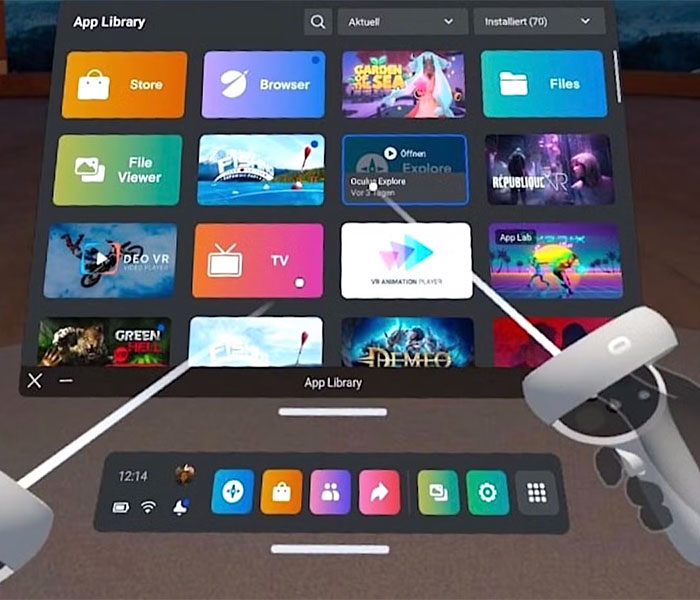 App Library
Aktuell
Installiert (70)
Store
Browser
GARDEN
OF THE
SEA
Files
File
Viewer
Öffnen
Explore
Oculus Explore
Vor 3 Tagen
RÉPUBLIQUE VR
DEO VR
VIDEO PLAYER
TV
VR ANIMATION PLAYER
App Lab
GREEN
HELL
DEMEO
App Library
12:14